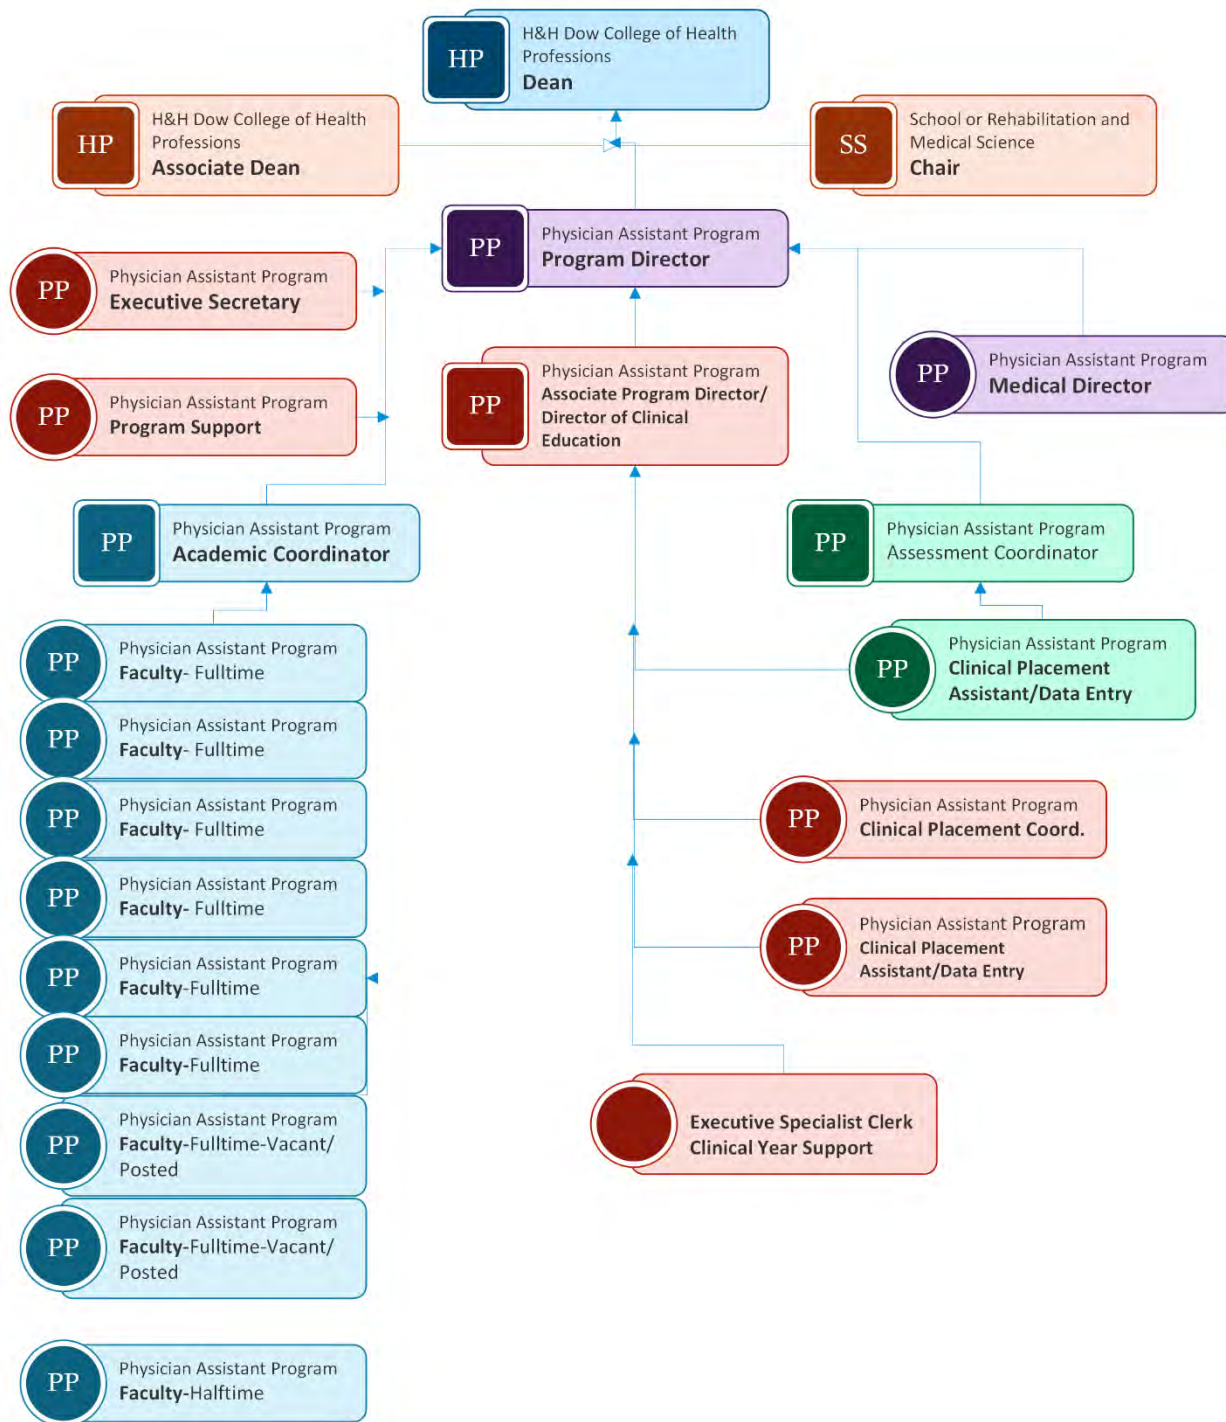 HP
H&H Dow College of Health
Professions
Dean
HP
H&H Dow College of Health
Professions
Associate Dean
SS
School or Rehabilitation and
Medical Science
Chair
PP
Physician Assistant Program
Program Director
PP
Physician Assistant Program
Executive Secretary
PP
Physician Assistant Program
Medical Director
PP
Physician Assistant Program
Associate Program Director/
Director of Clinical
Education
PP
Physician Assistant Program
Program Support
PP
Physician Assistant Program
Academic Coordinator
PP
Physician Assistant Program
Assessment Coordinator
PP
Physician Assistant Program
Faculty- Fulltime
PP
Physician Assistant Program
Clinical Placement
Assistant/Data Entry
PP
Physician Assistant Program
Faculty- Fulltime
PP
Physician Assistant Program
Faculty- Fulltime
PP
Physician Assistant Program
Clinical Placement Coord.
PP
Physician Assistant Program
Faculty- Fulltime
PP
Physician Assistant Program
Clinical Placement
Assistant/Data Entry
PP
Physician Assistant Program
Faculty-Fulltime
PP
Physician Assistant Program
Faculty-Fulltime
PP
Physician Assistant Program
Faculty-Fulltime-Vacant/
Posted
Executive Specialist Clerk
Clinical Year Support
PP
Physician Assistant Program
Faculty-Fulltime-Vacant/
Posted
PP
Physician Assistant Program
Faculty-Halftime